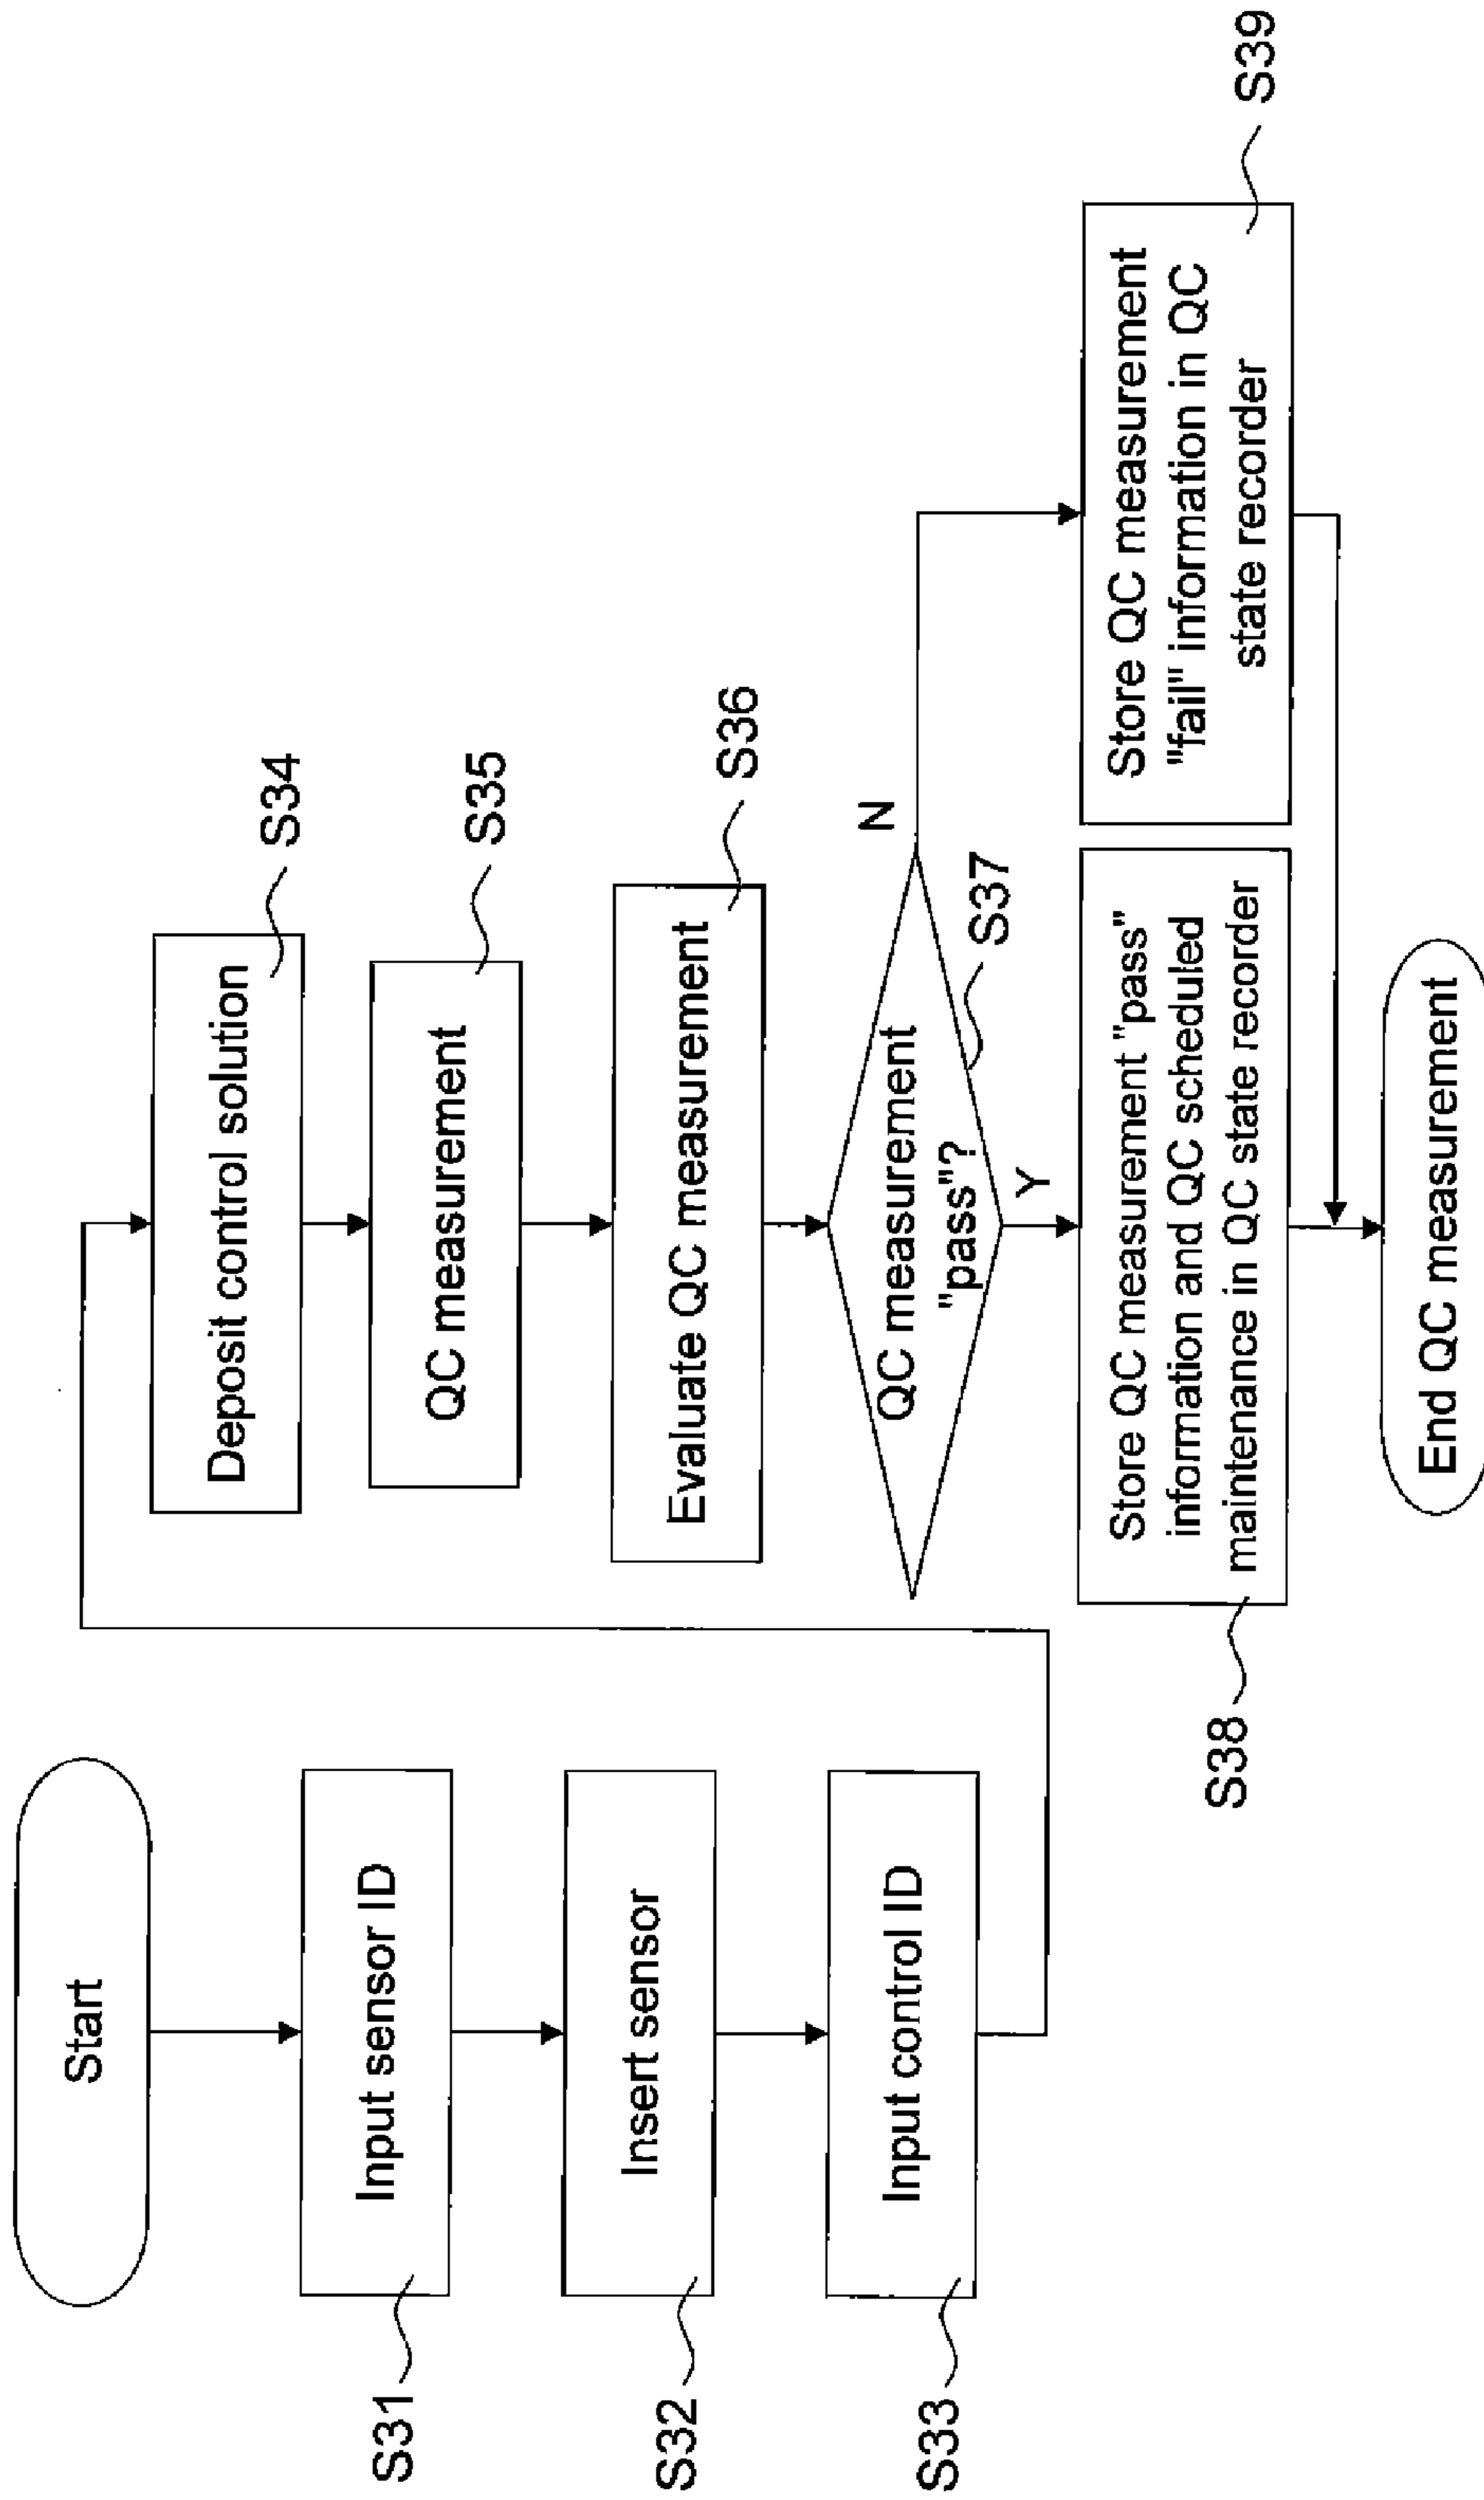 Start
Input sensor ID
S31
Insert sensor
S32
Input control ID
S33
Deposit control solution
S34
QC measurement
S35
Evaluate QC measurement
S36
QC measurement
"pass"?
S37
N
Y
Store QC measurement "pass"
information and QC scheduled
maintenance in QC state recorder
S38
Store QC measurement
"fail" information in QC
state recorder
S39
End QC measurement